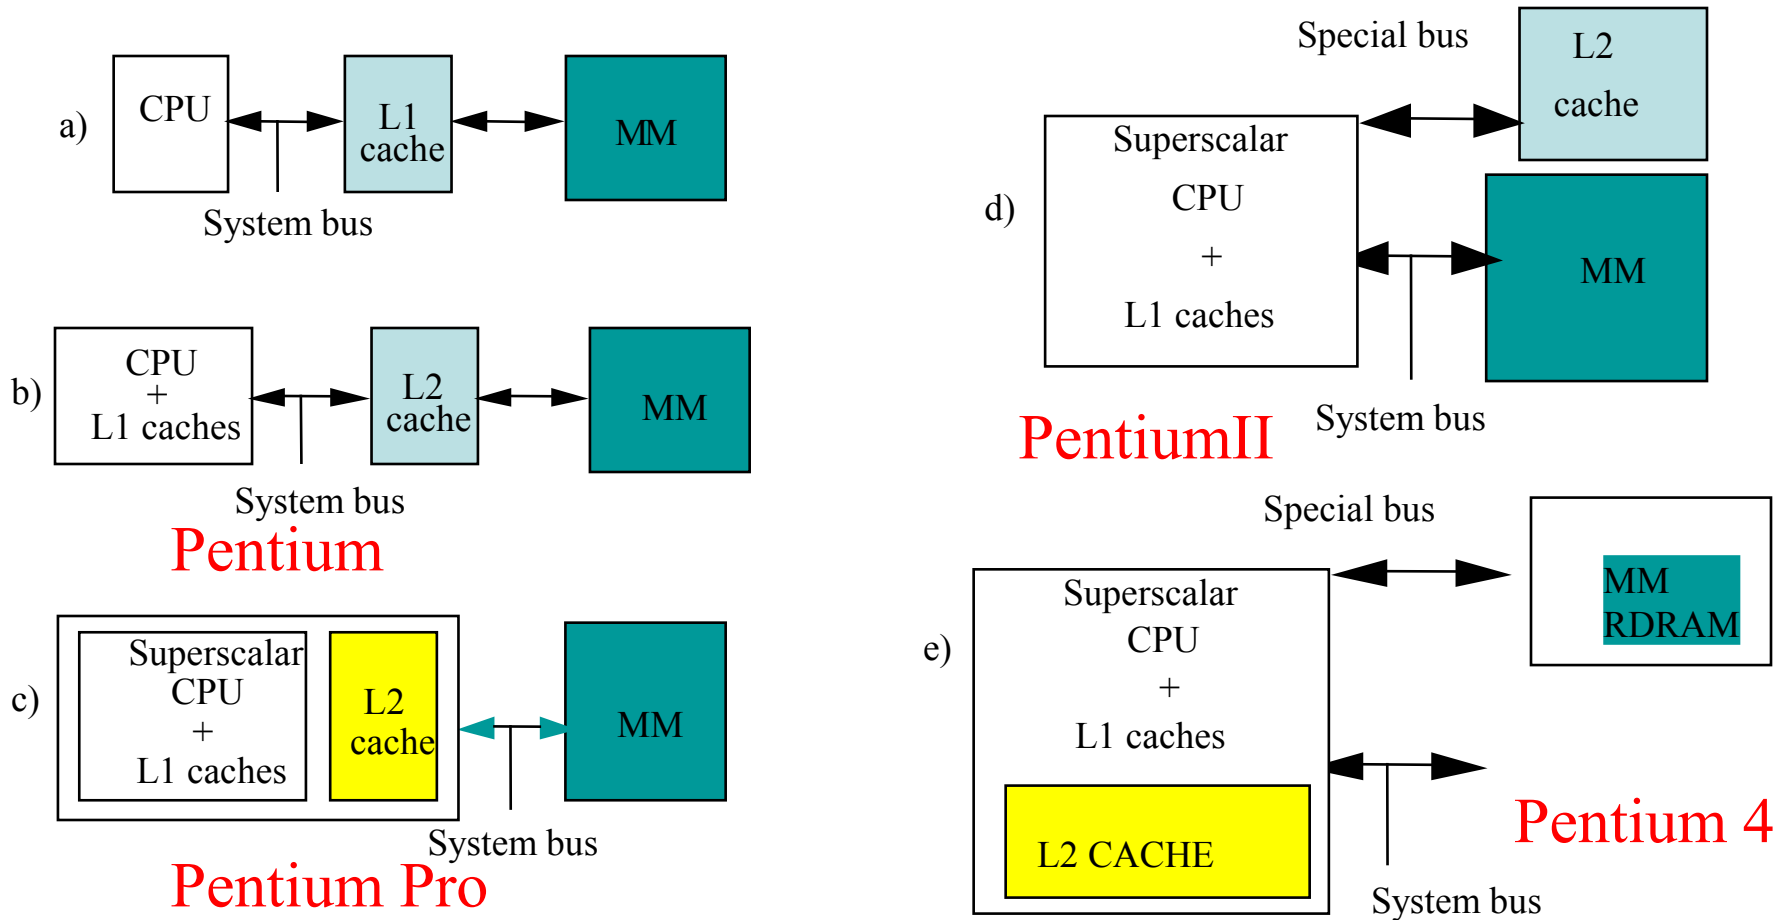 a)
CPU
L1
cache
MM
System bus
b)
CPU
+
L1 caches
L2
cache
MM
System bus
Pentium
c)
Superscalar
CPU
+
L1 caches
L2
cache
MM
System bus
Pentium Pro
Special bus
L2
cache
d)
Superscalar
CPU
+
L1 caches
MM
System bus
PentiumII
Special bus
MM
RDRAM
e)
Superscalar
CPU
+
L1 caches
L2 CACHE
System bus
Pentium 4